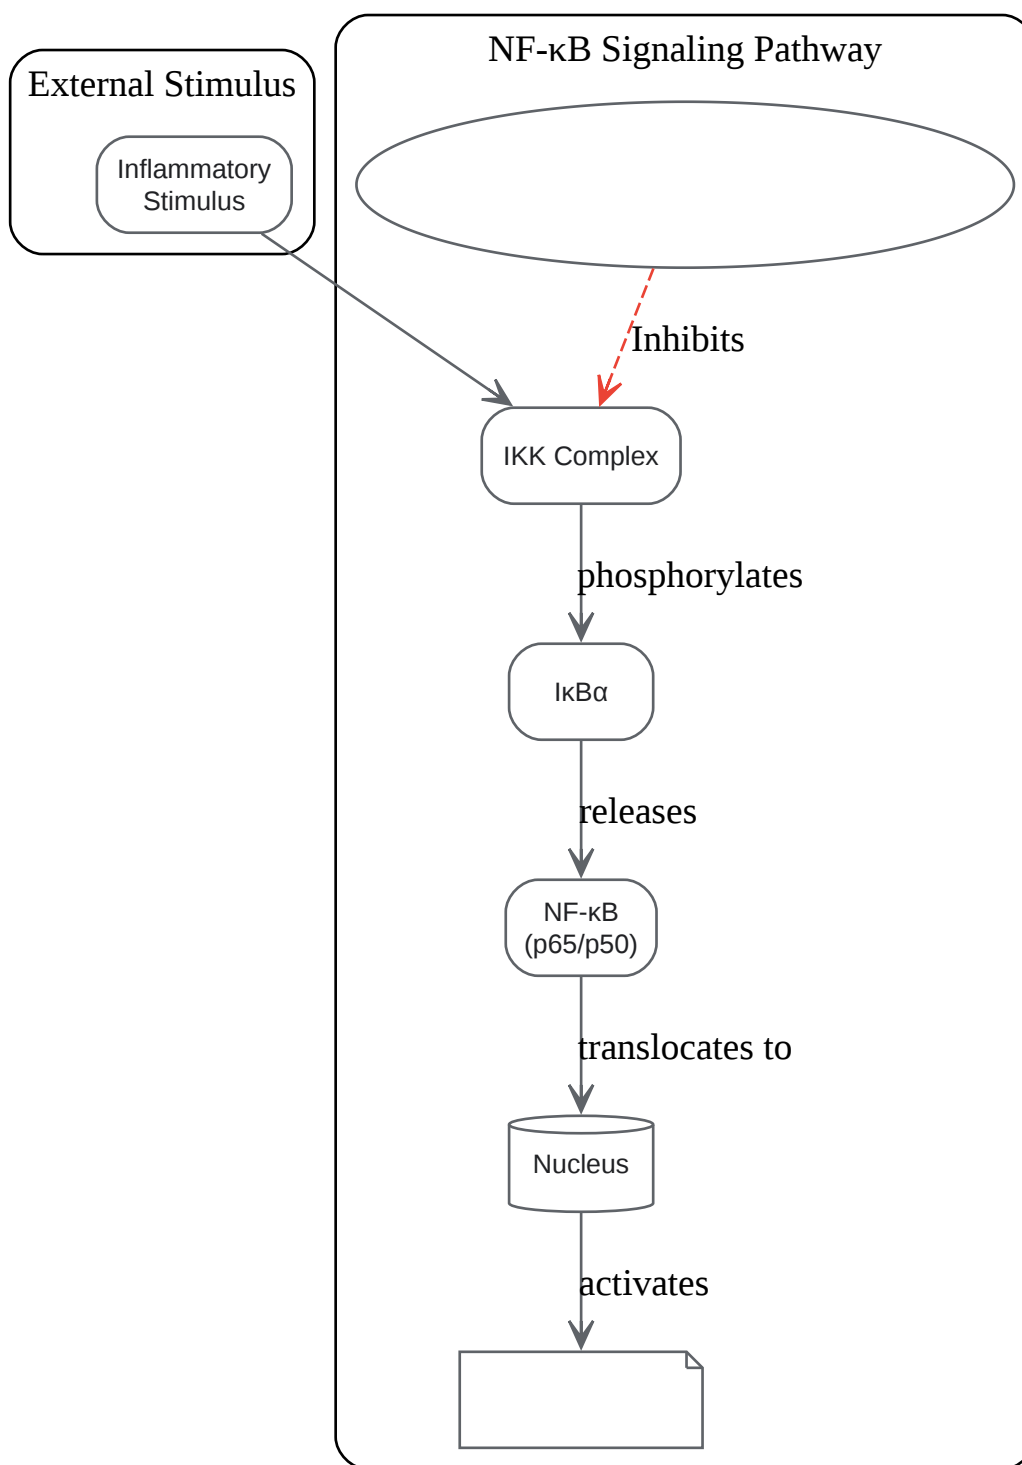 NF-κB Signaling Pathway
External Stimulus
Inflammatory
Stimulus
Inhibits
IKK Complex
phosphorylates
IκBα
releases
NF-κB
(p65/p50)
translocates to
Nucleus
activates